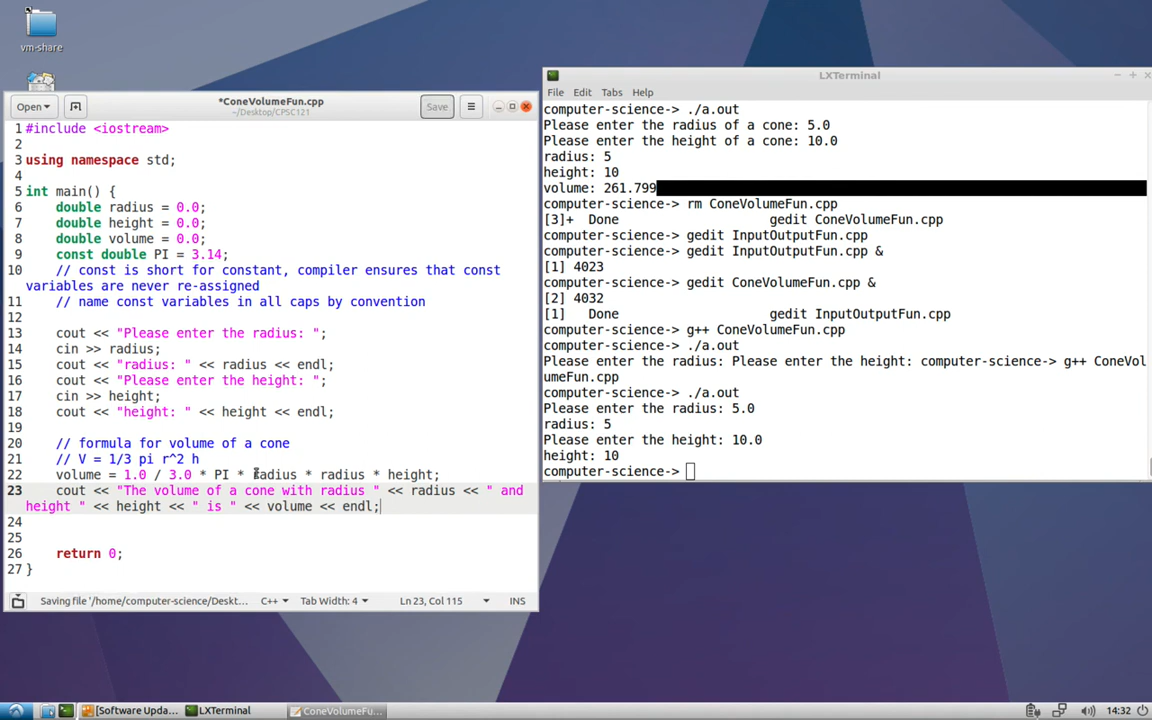 vm-share
Open
*ConeVolumeFun.cpp
~/Desktop/CPSC121
Save
1 #include <iostream>
2
3 using namespace std;
4
5 int main() {
6 double radius = 0.0;
7 double height = 0.0;
8 double volume = 0.0;
9 const double PI = 3.14;
10 // const is short for constant, compiler ensures that const
variables are never re-assigned
11 // name const variables in all caps by convention
12
13 cout << "Please enter the radius: ";
14 cin >> radius;
15 cout << "radius: " << radius << endl;
16 cout << "Please enter the height: ";
17 cin >> height;
18 cout << "height: " << height << endl;
19
20 // formula for volume of a cone
21 // V = 1/3 pi r^2 h
22 volume = 1.0 / 3.0 * PI * radius * radius * height;
23 cout << "The volume of a cone with radius " << radius << " and
height " << height << " is " << volume << endl;
24
25
26 return 0;
27 }
Saving file '/home/computer-science/Deskt... C++ Tab Width: 4 Ln 23, Col 115 INS
LXTerminal
File Edit Tabs Help
computer-science-> ./a.out
Please enter the radius of a cone: 5.0
Please enter the height of a cone: 10.0
radius: 5
height: 10
volume: 261.799
computer-science-> rm ConeVolumeFun.cpp
[3]+ Done gedit ConeVolumeFun.cpp
computer-science-> gedit InputOutputFun.cpp
computer-science-> gedit InputOutputFun.cpp &
[1] 4023
computer-science-> gedit ConeVolumeFun.cpp &
[2] 4032
[1] Done gedit InputOutputFun.cpp
computer-science-> g++ ConeVolumeFun.cpp
computer-science-> ./a.out
Please enter the radius: Please enter the height: computer-science-> g++ ConeVol
umeFun.cpp
computer-science-> ./a.out
Please enter the radius: 5.0
radius: 5
Please enter the height: 10.0
height: 10
computer-science->
[Software Upda... LXTerminal ConeVolumeFu... 14:32